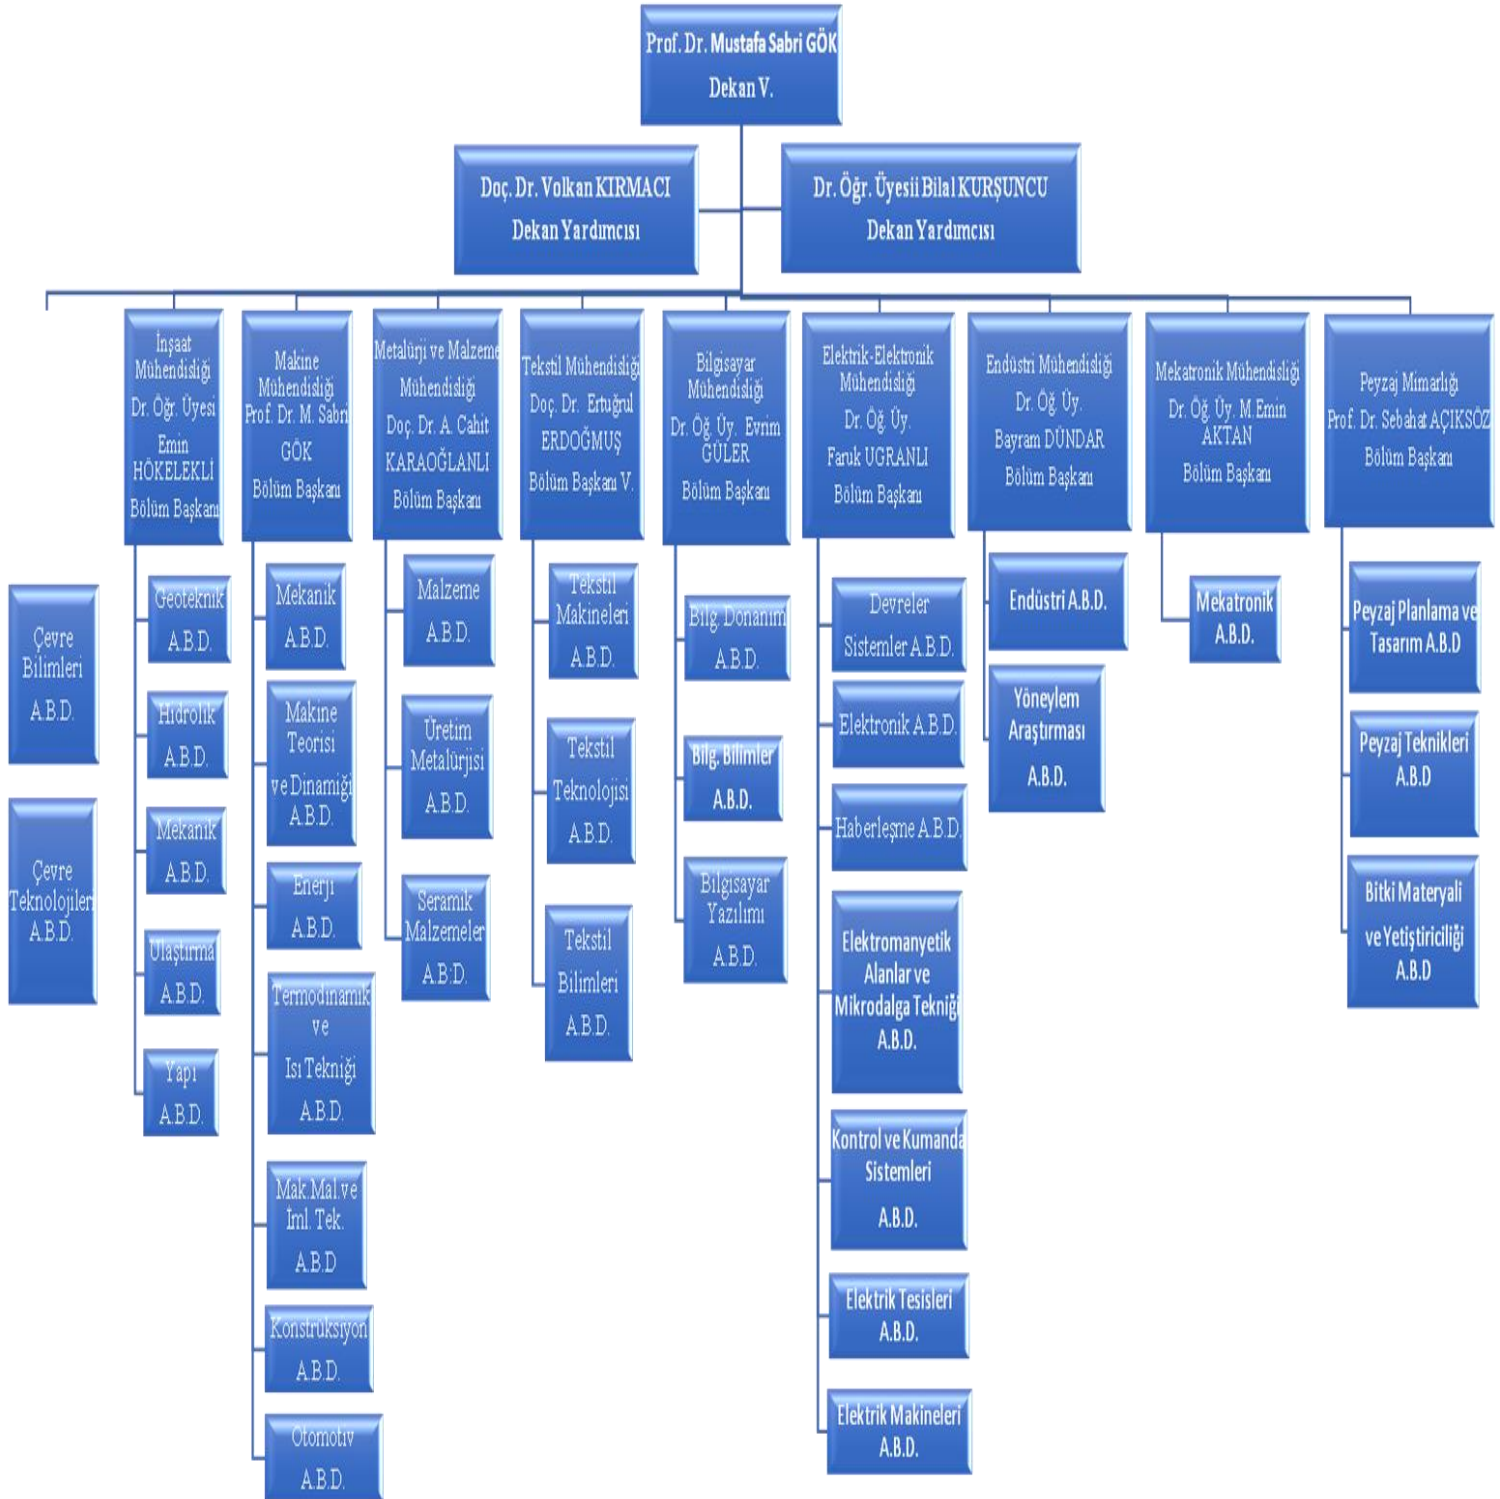 Prof. Dr. Mustafa Sabri GÖK
Dekan V.
Doç. Dr. Volkan KIRMACI
Dekan Yardımcısı
Dr. Öğr. Üyesii Bilal KURŞUNCU
Dekan Yardımcısı
İnşaat
Mühendisliği
Dr. Öğr. Üyesi
Emin
HÖKELEKLİ
Bölüm Başkanı
Makine
Mühendisliği
Prof. Dr. M. Sabri
GÖK
Bölüm Başkanı
Metalürji ve Malzeme
Mühendisliği
Doç. Dr. A. Cahit
KARAOĞLANLI
Bölüm Başkanı
Tekstil Mühendisliği
Doç. Dr. Ertuğrul
ERDOĞMUŞ
Bölüm Başkanı V.
Bilgisayar
Mühendisliği
Dr. Öğ. Üy. Evrim
GÜLER
Bölüm Başkanı
Elektrik-Elektronik
Mühendisliği
Dr. Öğ. Üy.
Faruk UGRANLI
Bölüm Başkanı
Endüstri Mühendisliği
Dr. Öğ. Üy.
Bayram DÜNDAR
Bölüm Başkanı
Mekatronik Mühendisliği
Dr. Öğ. Üy. M.Emin
AKTAN
Bölüm Başkanı
Peyzaj Mimarlığı
Prof. Dr. Sebahat AÇIKSÖZ
Bölüm Başkanı
Çevre
Bilimleri
A.B.D.
Çevre
Teknolojileri
A.B.D.
Geoteknik
A.B.D.
Hidrolik
A.B.D.
Mekanik
A.B.D.
Ulaştırma
A.B.D.
Yapı
A.B.D.
Mekanik
A.B.D.
Makine
Teorisi
ve Dinamiği
A.B.D.
Enerji
A.B.D.
Termodinamik
ve
Isı Tekniği
A.B.D.
Mak.Mal.ve
İml. Tek.
A.B.D
Konstrüksiyon
A.B.D.
Otomotiv
A.B.D.
Malzeme
A.B.D.
Üretim
Metalürjisi
A.B.D.
Seramik
Malzemeler
A.B:D.
Tekstil
Makineleri
A.B.D.
Tekstil
Teknolojisi
A.B.D.
Tekstil
Bilimleri
A.B.D.
Bilg. Donanım
A.B.D.
Bilg. Bilimler
A.B.D.
Bilgisayar
Yazılımı
A.B.D.
Devreler
Sistemler A.B.D.
Elektronik A.B.D.
Haberleşme A.B.D.
Elektromanyetik
Alanlar ve
Mikrodalga Tekniği
A.B.D.
Kontrol ve Kumanda
Sistemleri
A.B.D.
Elektrik Tesisleri
A.B.D.
Elektrik Makineleri
A.B.D.
Endüstri A.B.D.
Yöneylem
Araştırması
A.B.D.
Mekatronik
A.B.D.
Peyzaj Planlama ve
Tasarım A.B.D
Peyzaj Teknikleri
A.B.D
Bitki Materyali
ve Yetiştiriciliği
A.B.D